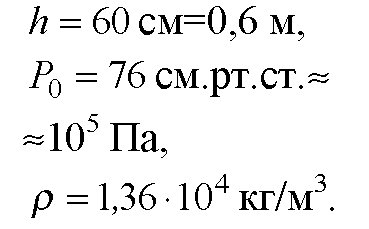 h = 60 см=0,6 м,
P₀ = 76 см.рт.ст.≈
≈10⁵ Па,
ρ = 1,36·10⁴ кг/м³.